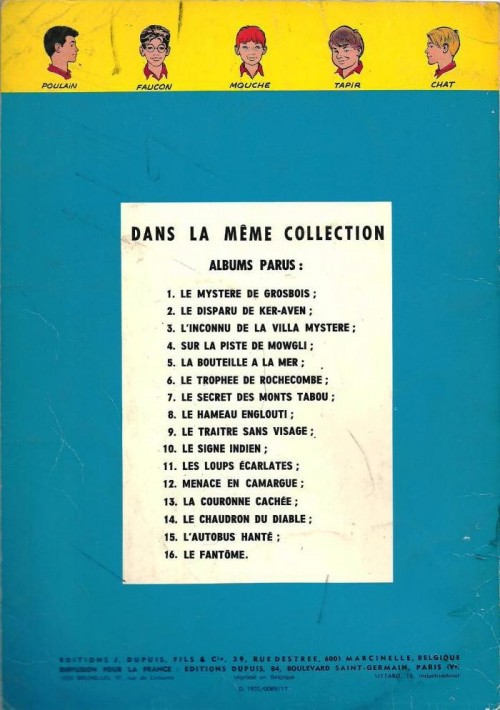 POULAIN FAUCON MOUCHE TAPIR CHAT
DANS LA MÊME COLLECTION
ALBUMS PARUS :
1. LE MYSTERE DE GROSBOIS ;
2. LE DISPARU DE KER-AVEN ;
3. L'INCONNU DE LA VILLA MYSTERE ;
4. SUR LA PISTE DE MOWGLI ;
5. LA BOUTEILLE A LA MER ;
6. LE TROPHEE DE ROCHECOMBE ;
7. LE SECRET DES MONTS TABOU ;
8. LE HAMEAU ENGLOUTI ;
9. LE TRAITRE SANS VISAGE ;
10. LE SIGNE INDIEN ;
11. LES LOUPS ÉCARLATES ;
12. MENACE EN CAMARGUE ;
13. LA COURONNE CACHÉE ;
14. LE CHAUDRON DU DIABLE ;
15. L'AUTOBUS HANTÉ ;
16. LE FANTÔME.
EDITIONS J. DUPUIS, FILS & Cie, 39, RUE DESTREE, 6001 MARCINELLE, BELGIQUE
DIFFUSION POUR LA FRANCE : EDITIONS DUPUIS, 84, BOULEVARD SAINT-GERMAIN, PARIS (Ve)
Imprimé en Belgique